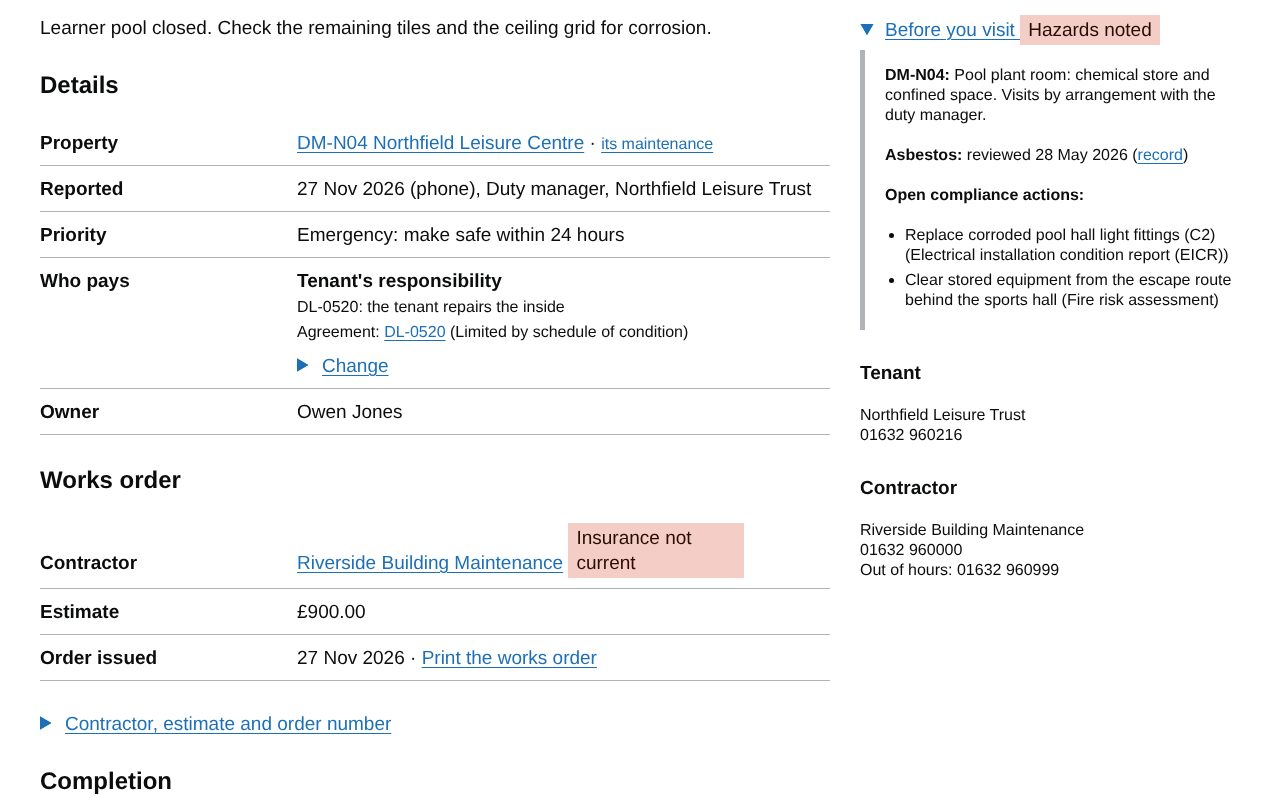 Learner pool closed. Check the remaining tiles and the ceiling grid for corrosion.
Details
Property DM-N04 Northfield Leisure Centre · its maintenance
Reported 27 Nov 2026 (phone), Duty manager, Northfield Leisure Trust
Priority Emergency: make safe within 24 hours
Who pays Tenant's responsibility
DL-0520: the tenant repairs the inside
Agreement: DL-0520 (Limited by schedule of condition)
Change
Owner Owen Jones
Works order
Contractor Riverside Building Maintenance Insurance not
current
Estimate £900.00
Order issued 27 Nov 2026 · Print the works order
Contractor, estimate and order number
Completion
Before you visit Hazards noted
DM-N04: Pool plant room: chemical store and
confined space. Visits by arrangement with the
duty manager.
Asbestos: reviewed 28 May 2026 (record)
Open compliance actions:
• Replace corroded pool hall light fittings (C2)
(Electrical installation condition report (EICR))
• Clear stored equipment from the escape route
behind the sports hall (Fire risk assessment)
Tenant
Northfield Leisure Trust
01632 960216
Contractor
Riverside Building Maintenance
01632 960000
Out of hours: 01632 960999